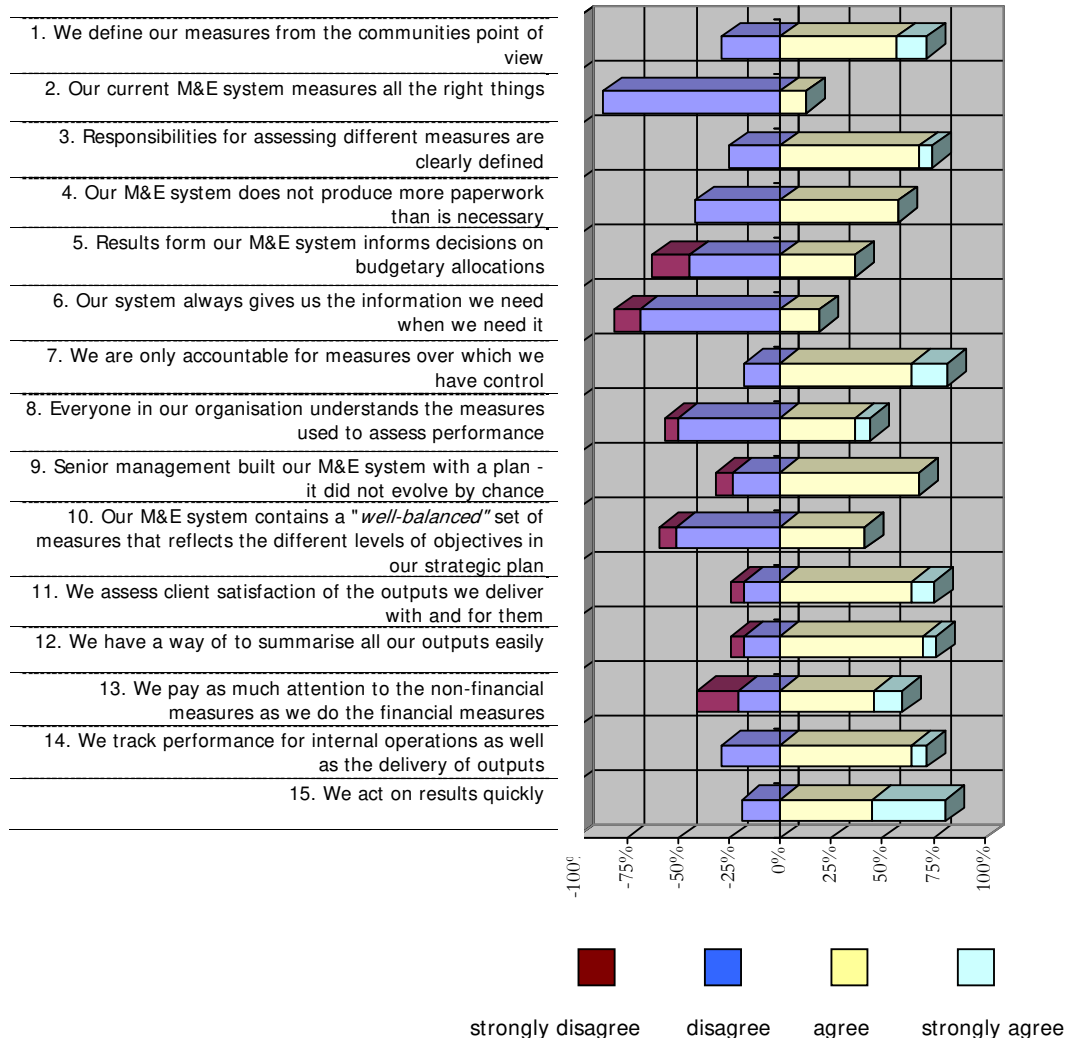 1. We define our measures from the communities point of
view
2. Our current M&E system measures all the right things
3. Responsibilities for assessing different measures are
clearly defined
4. Our M&E system does not produce more paperwork
than is necessary
5. Results form our M&E system informs decisions on
budgetary allocations
6. Our system always gives us the information we need
when we need it
7. We are only accountable for measures over which we
have control
8. Everyone in our organisation understands the measures
used to assess performance
9. Senior management built our M&E system with a plan -
it did not evolve by chance
10. Our M&E system contains a "well-balanced" set of
measures that reflects the different levels of objectives in
our strategic plan
11. We assess client satisfaction of the outputs we deliver
with and for them
12. We have a way of to summarise all our outputs easily
13. We pay as much attention to the non-financial
measures as we do the financial measures
14. We track performance for internal operations as well
as the delivery of outputs
15. We act on results quickly
-100%
-75%
-50%
-25%
0%
25%
50%
75%
100%
strongly disagree
disagree
agree
strongly agree